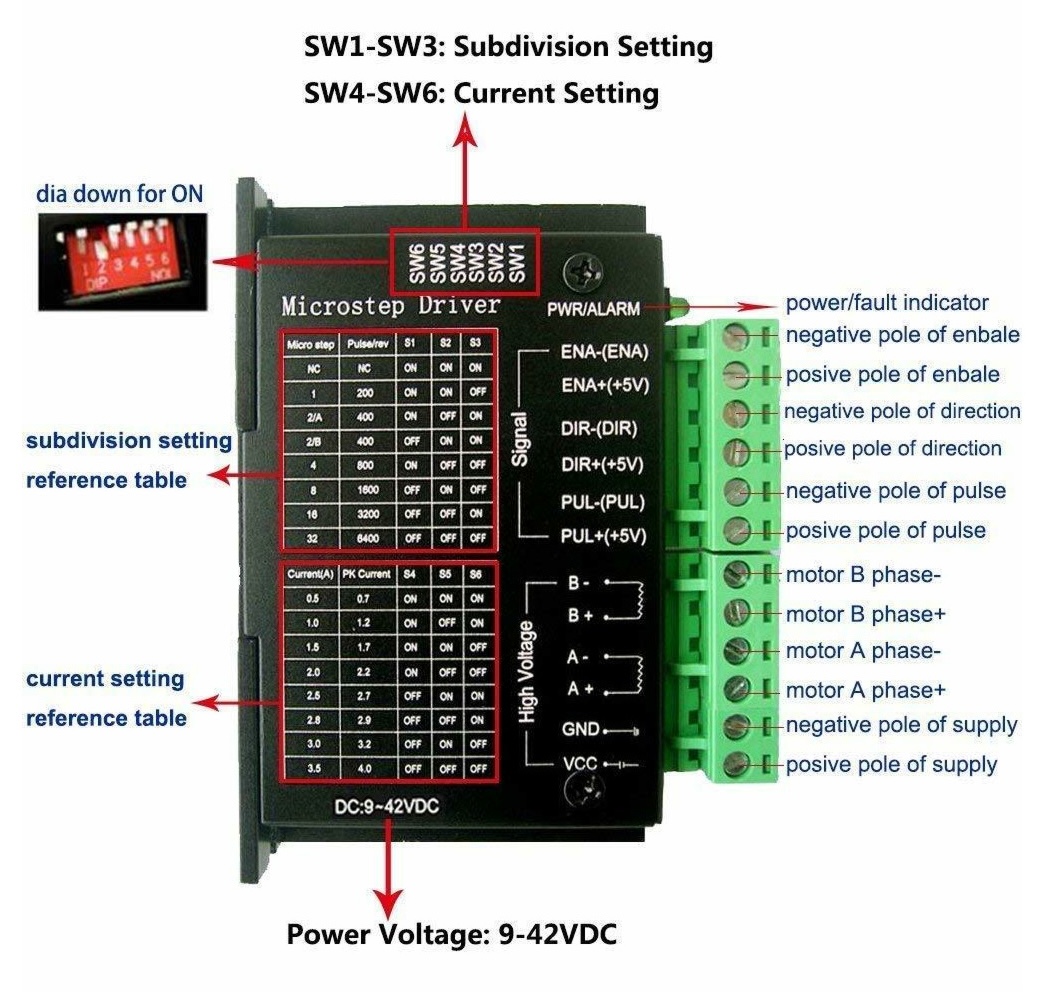 SW1-SW3: Subdivision Setting
SW4-SW6: Current Setting
dia down for ON
1 2 3 4 5 6
DIP
SW6
SW5
SW4
SW3
SW2
SW1
Microstep Driver
PWR/ALARM
power/fault indicator
Micro step Pulse/rev S1 S2 S3
NC NC ON ON ON
1 200 ON ON OFF
2/A 400 ON OFF ON
2/B 400 OFF ON ON
4 800 ON OFF OFF
8 1600 OFF ON OFF
16 3200 OFF OFF ON
32 6400 OFF OFF OFF
subdivision setting
reference table
Signal
ENA-(ENA)
ENA+(+5V)
DIR-(DIR)
DIR+(+5V)
PUL-(PUL)
PUL+(+5V)
negative pole of enbale
posive pole of enbale
negative pole of direction
posive pole of direction
negative pole of pulse
posive pole of pulse
Current(A) PK Current S4 S5 S6
0.5 0.7 ON ON ON
1.0 1.2 ON OFF ON
1.5 1.7 ON ON OFF
2.0 2.2 ON OFF OFF
2.5 2.7 OFF ON ON
2.8 2.9 OFF OFF ON
3.0 3.2 OFF ON OFF
3.5 4.0 OFF OFF OFF
current setting
reference table
High Voltage
B -
B +
A -
A +
GND
VCC
motor B phase-
motor B phase+
motor A phase-
motor A phase+
negative pole of supply
posive pole of supply
DC:9~42VDC
Power Voltage: 9-42VDC